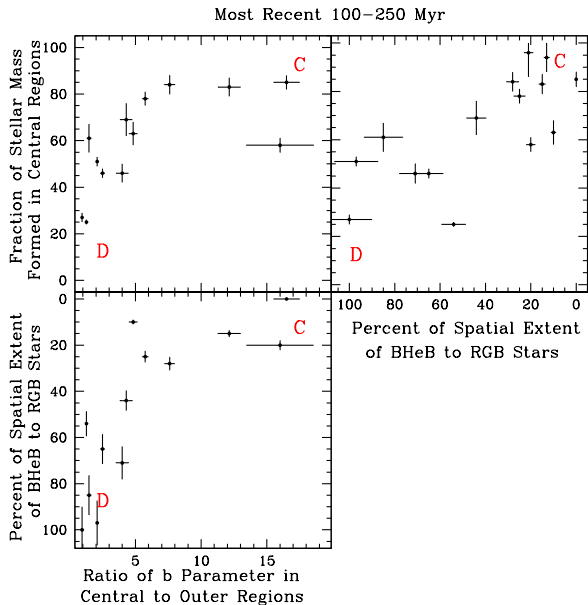 Most Recent 100-250 Myr
Fraction of Stellar Mass
Formed in Central Regions
100
80
60
40
20
0
C
D
C
D
100 80 60 40 20 0
Percent of Spatial Extent
of BHeB to RGB Stars
Percent of Spatial Extent
of BHeB to RGB Stars
0
20
40
60
80
100
C
D
5 10 15
Ratio of b Parameter in
Central to Outer Regions